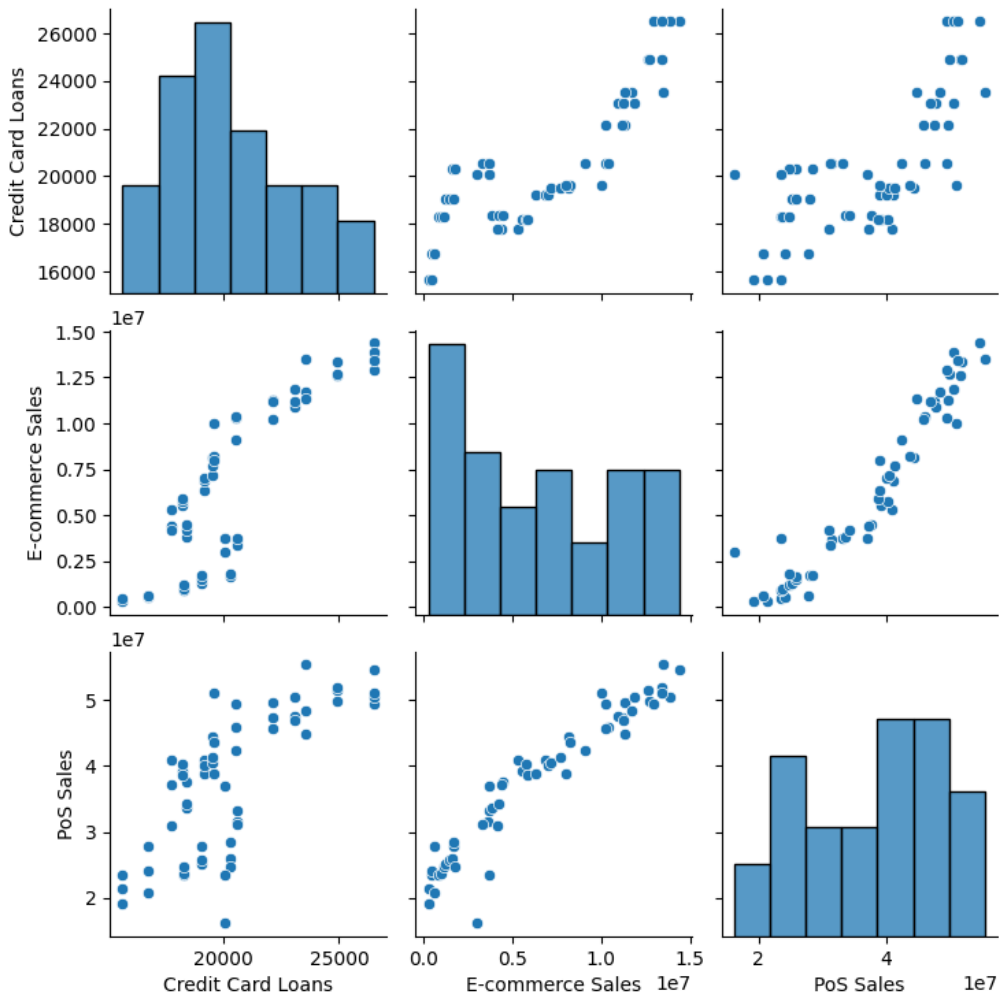 Credit Card Loans
26000
24000
22000
20000
18000
16000
1e7
E-commerce Sales
1.50
1.25
1.00
0.75
0.50
0.25
0.00
1e7
PoS Sales
5
4
3
2
20000 25000
0.0 0.5 1.0 1.5
2 4
1e7 1e7
Credit Card Loans E-commerce Sales PoS Sales